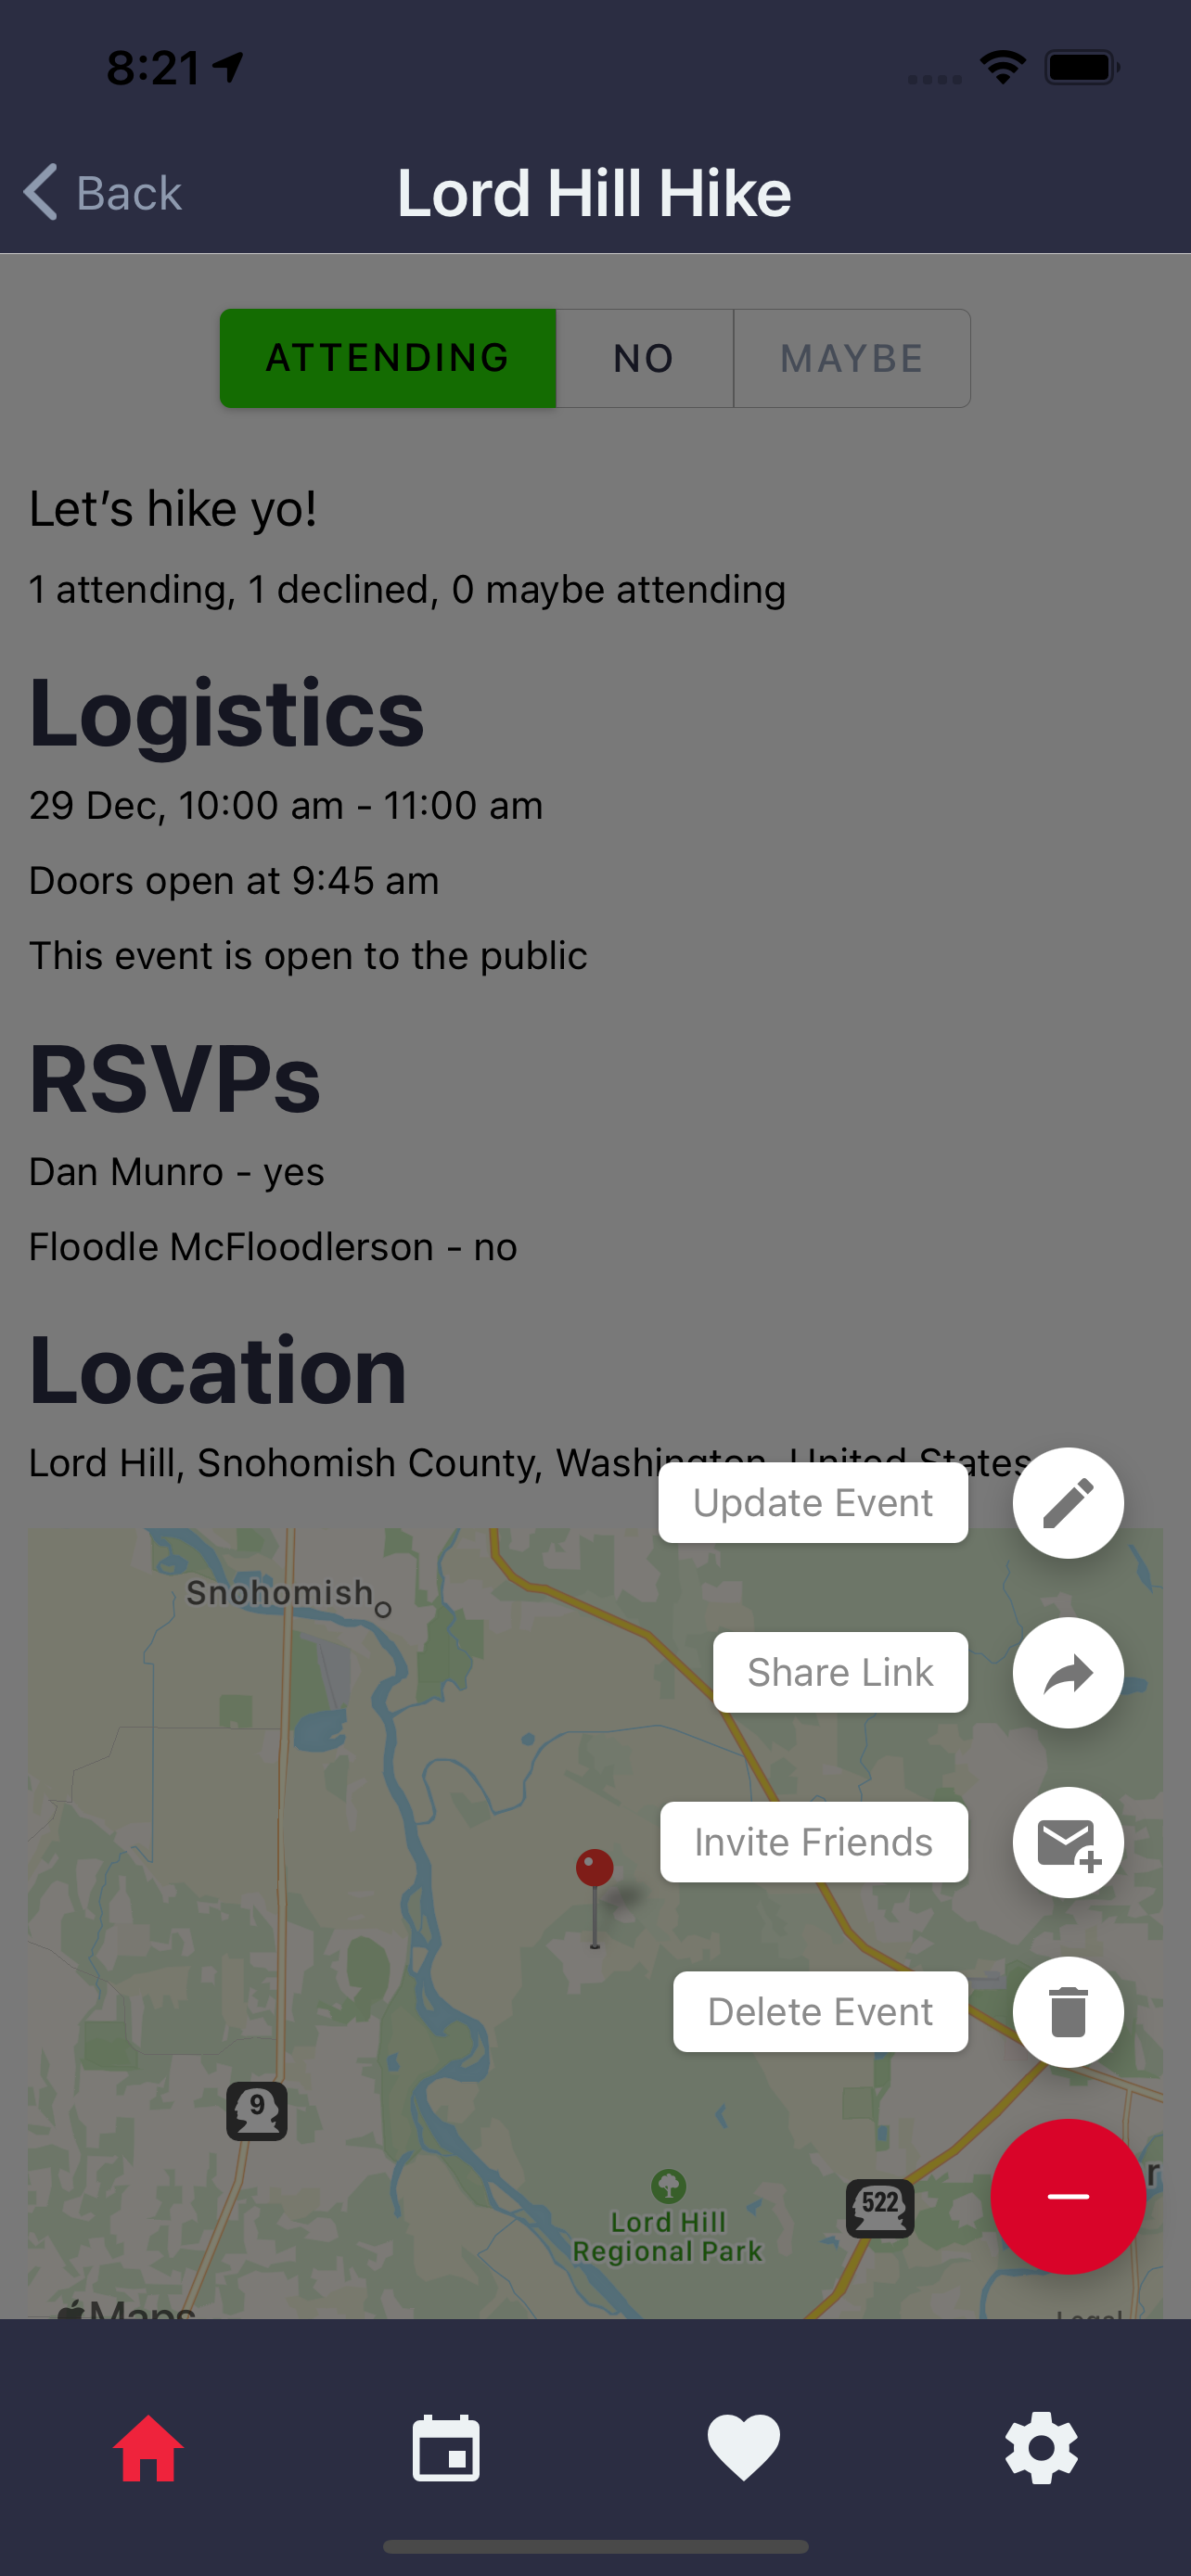 8:21
Back
Lord Hill Hike
ATTENDING
NO
MAYBE
Let’s hike yo!
1 attending, 1 declined, 0 maybe attending
Logistics
29 Dec, 10:00 am - 11:00 am
Doors open at 9:45 am
This event is open to the public
RSVPs
Dan Munro - yes
Floodle McFloodlerson - no
Location
Lord Hill, Snohomish County, Washington, United States
Update Event
Snohomish
Share Link
Invite Friends
Delete Event
9
522
Lord Hill
Regional Park
Maps
Legal